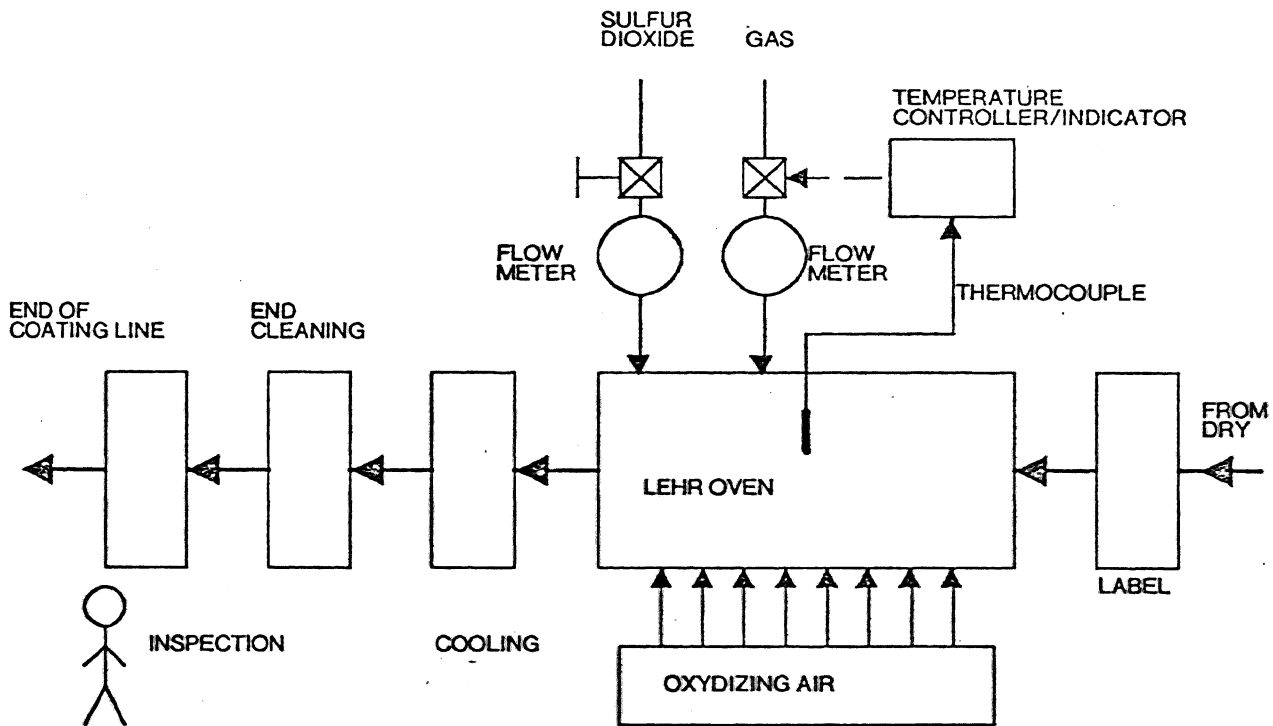 SULFUR
DIOXIDE
GAS
TEMPERATURE
CONTROLLER/INDICATOR
FLOW
METER
FLOW
METER
THERMOCOUPLE
END OF
COATING LINE
END
CLEANING
FROM
DRY
LEHR OVEN
LABEL
INSPECTION
COOLING
OXYDIZING AIR